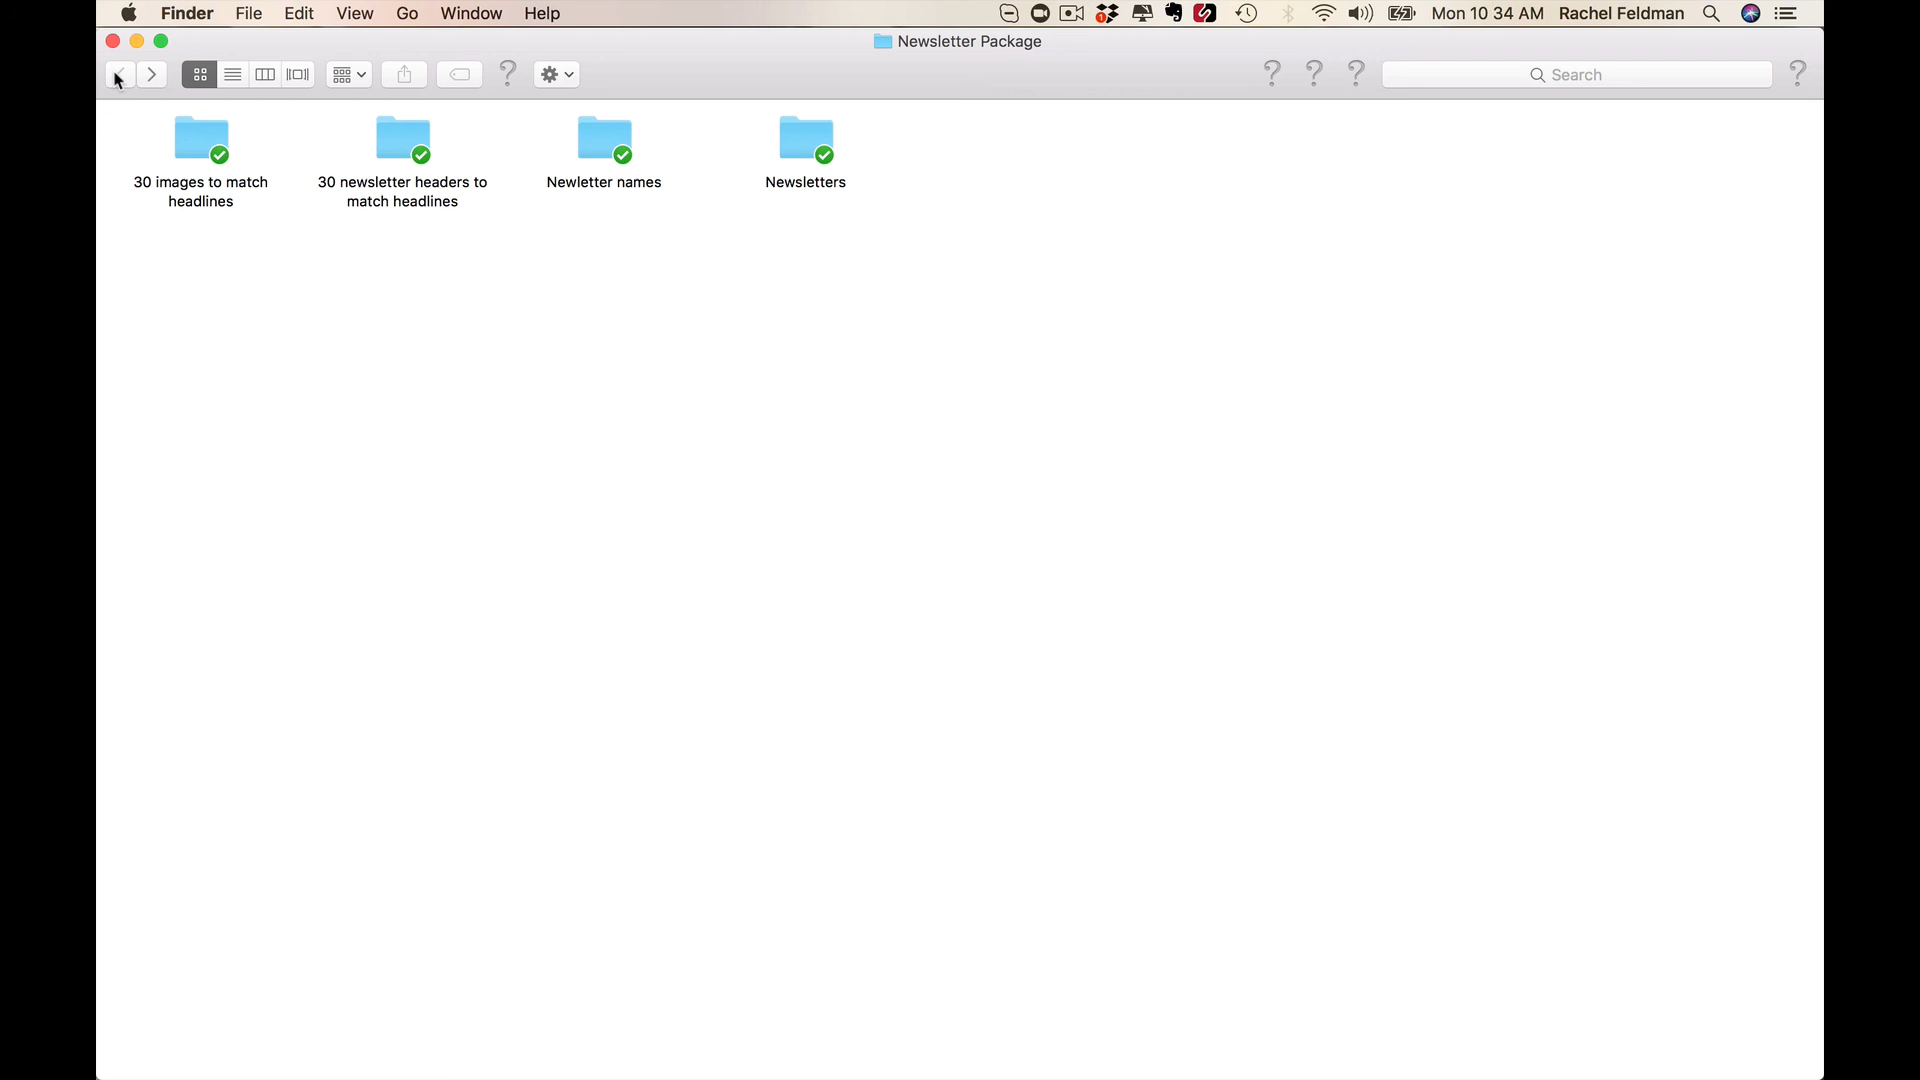 Finder File Edit View Go Window Help Mon 10 34 AM Rachel Feldman
Newsletter Package
? ? ? ? Search ?
30 images to match
headlines
30 newsletter headers to
match headlines
Newletter names
Newsletters